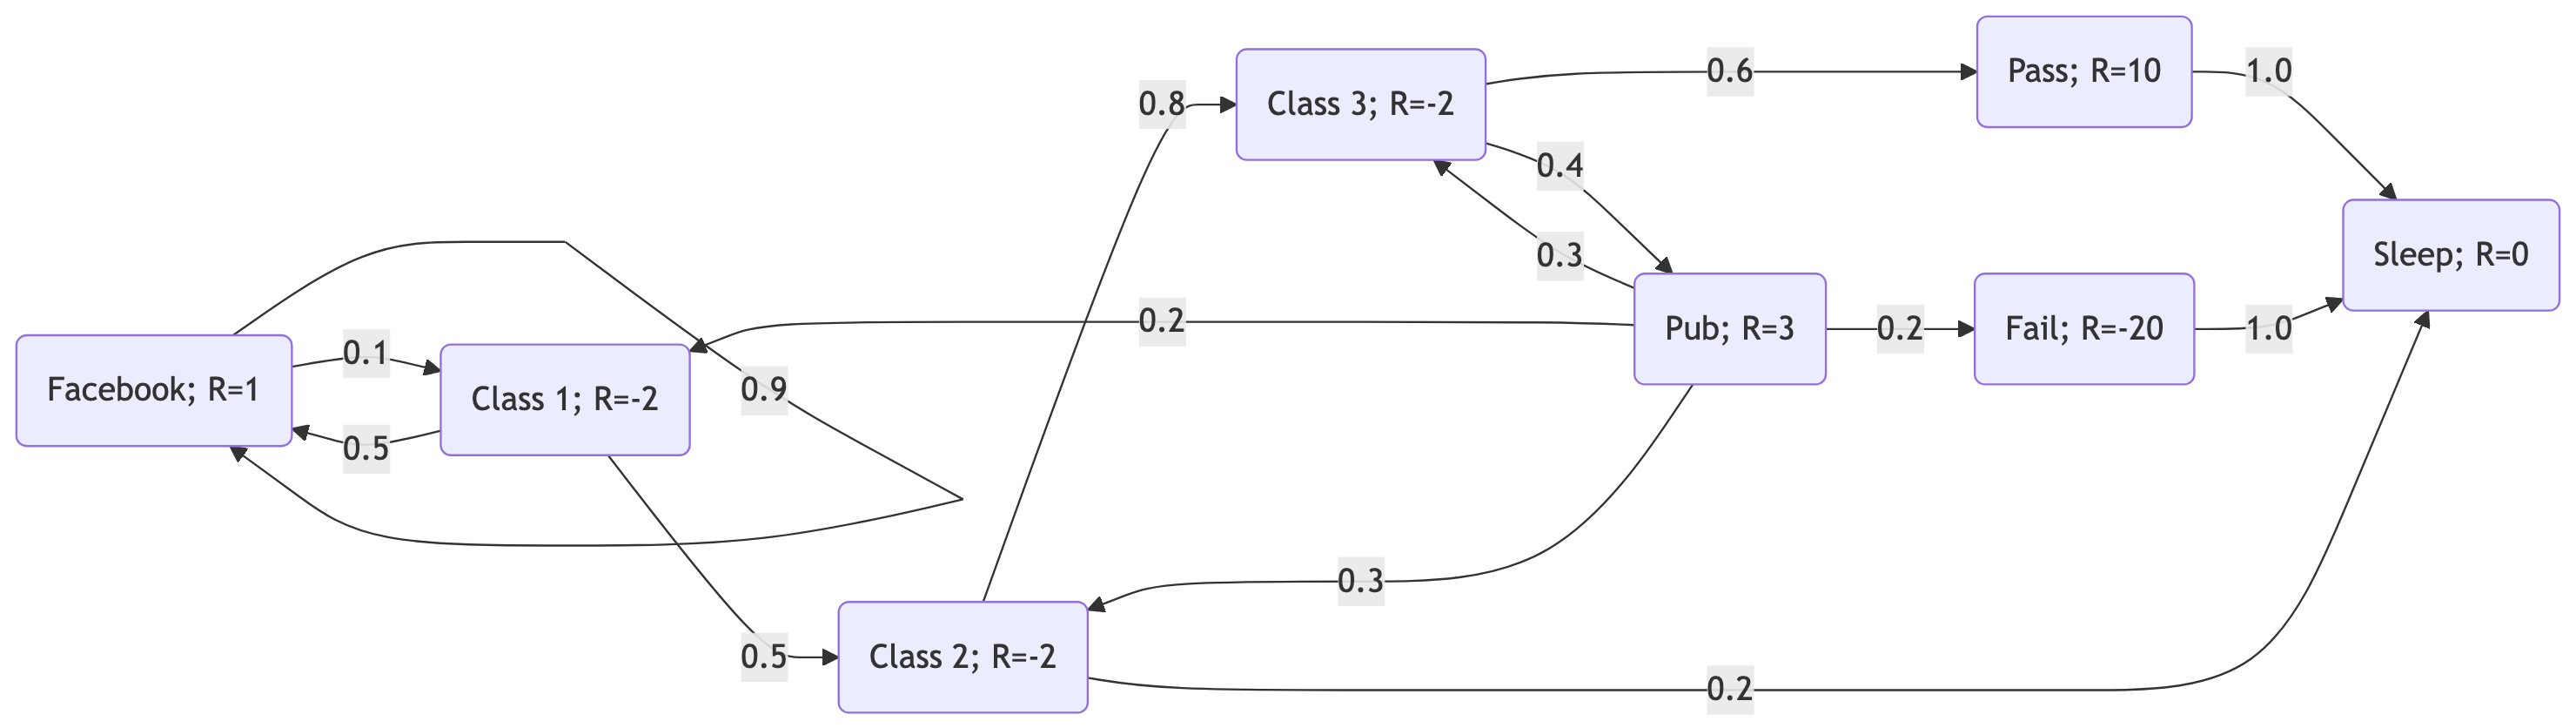 Pass; R=10
1.0
0.6
Class 3; R=-2
0.8
0.4
Sleep; R=0
0.3
0.2
Pub; R=3
0.2
Fail; R=-20
1.0
0.1
Facebook; R=1
Class 1; R=-2
0.9
0.5
0.3
0.5
Class 2; R=-2
0.2